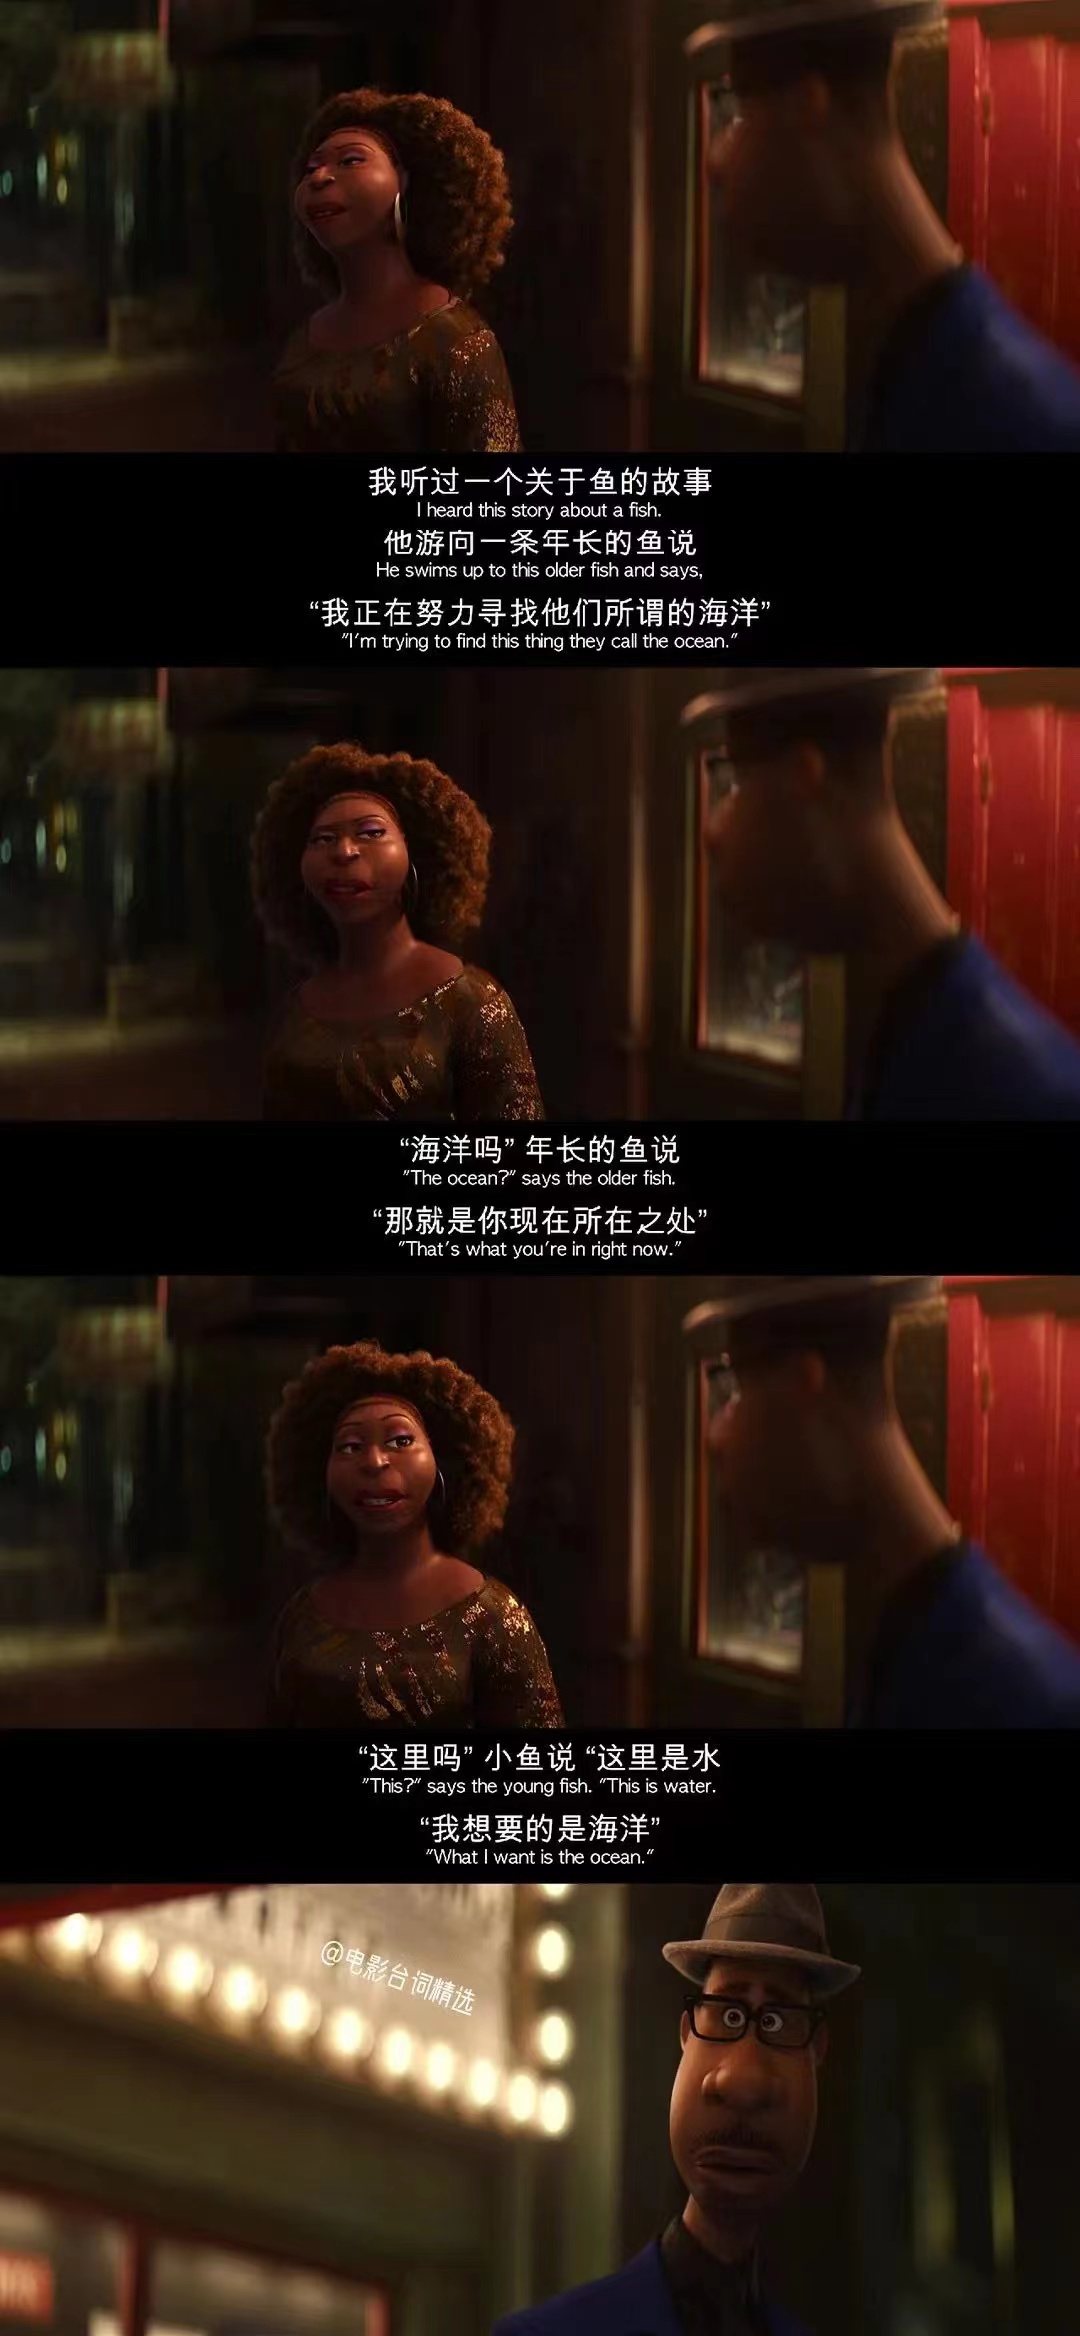 我听过一个关于鱼的故事
I heard this story about a fish.
他游向一条年长的鱼说
He swims up to this older fish and says,
“我正在努力寻找他们所谓的海洋”
"I'm trying to find this thing they call the ocean."
“海洋吗” 年长的鱼说
"The ocean?" says the older fish.
“那就是你现在所在之处”
"That's what you're in right now."
“这里吗” 小鱼说 “这里是水
"This?" says the young fish. "This is water.
“我想要的是海洋”
"What I want is the ocean."
@电影台词精选